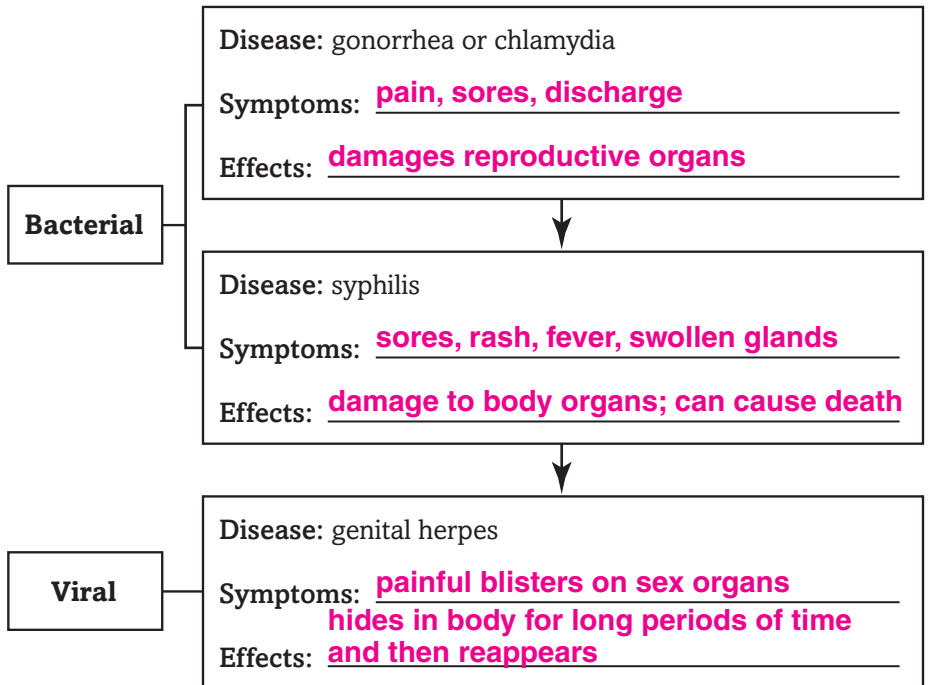 Disease: gonorrhea or chlamydia
Symptoms: pain, sores, discharge
Effects: damages reproductive organs
Bacterial
Disease: syphilis
Symptoms: sores, rash, fever, swollen glands
Effects: damage to body organs; can cause death
Viral
Disease: genital herpes
Symptoms: painful blisters on sex organs
hides in body for long periods of time
Effects: and then reappears